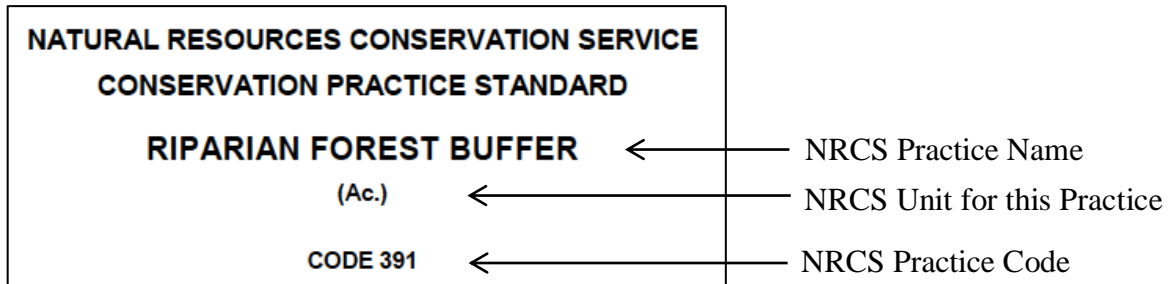 NATURAL RESOURCES CONSERVATION SERVICE
CONSERVATION PRACTICE STANDARD
RIPARIAN FOREST BUFFER
NRCS Practice Name
(Ac.)
NRCS Unit for this Practice
CODE 391
NRCS Practice Code